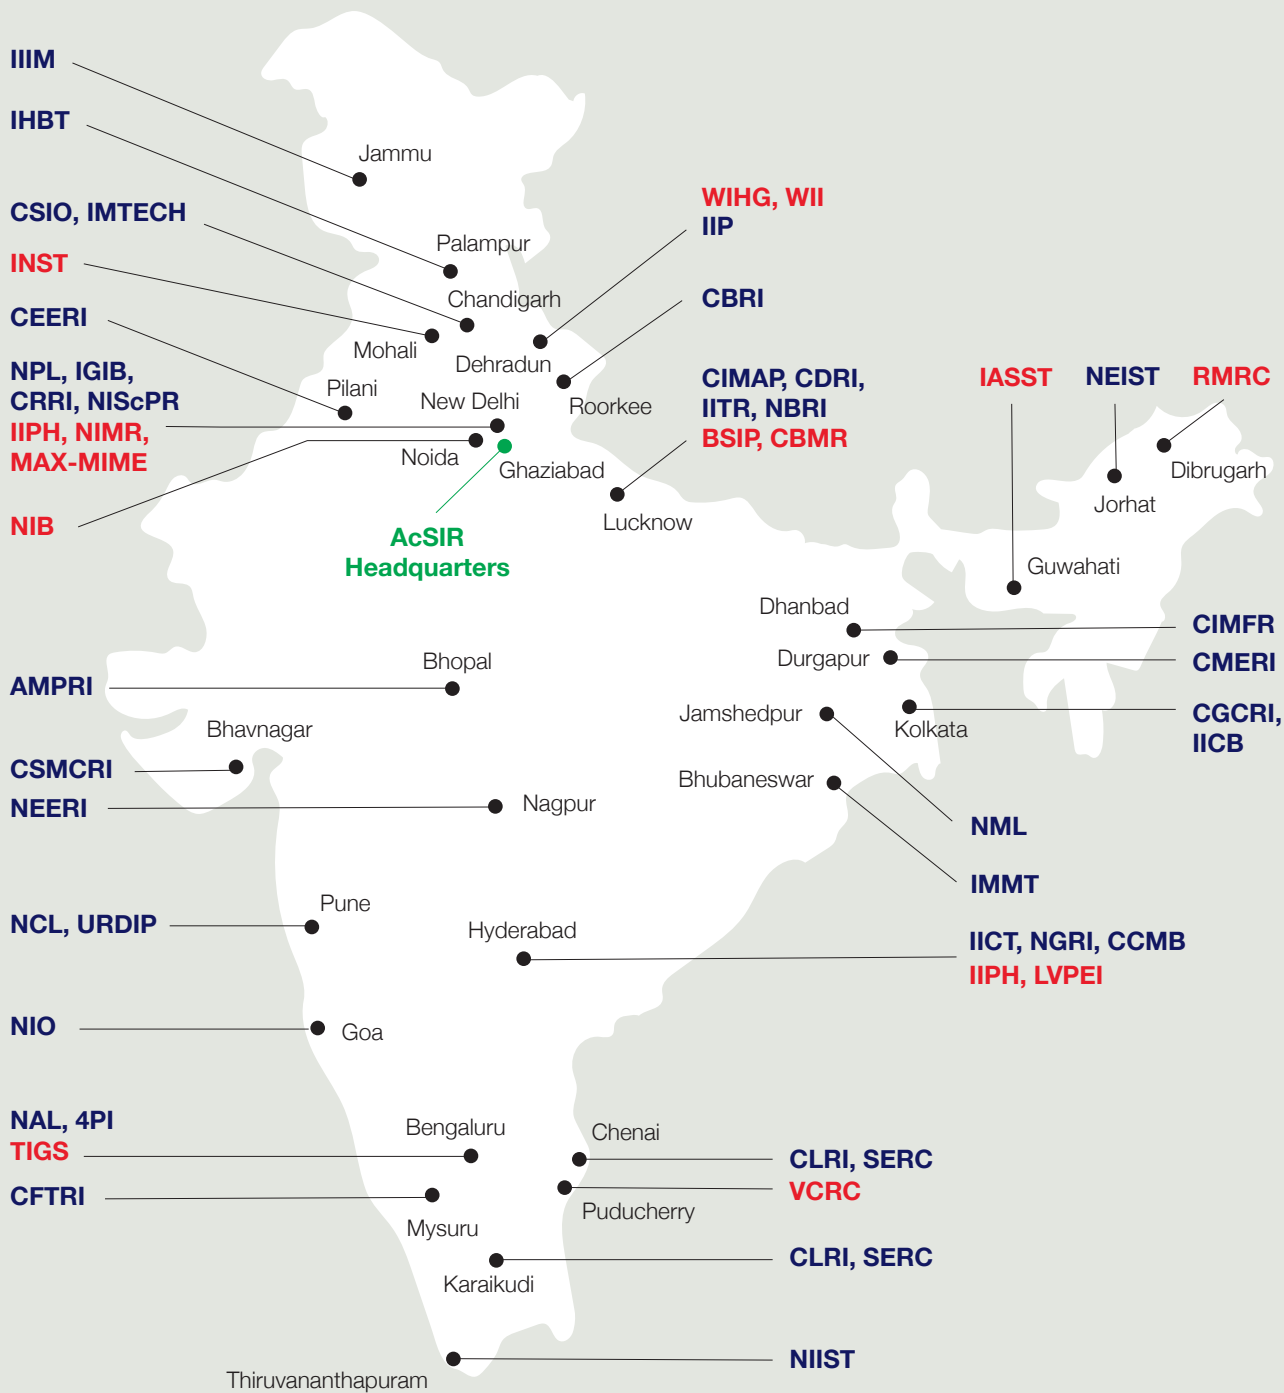 IIIM
IHBT
Jammu
CSIO, IMTECH
WIHG, WII
IIP
Palampur
INST
Chandigarh
CBRI
CEERI
Mohali
Dehradun
NPL, IGIB,
CRRI, NIScPR
IIPH, NIMR,
MAX-MIME
Pilani
New Delhi
Roorkee
CIMAP, CDRI,
IITR, NBRI
BSIP, CBMR
IASST
NEIST
RMRC
Noida
Ghaziabad
Dibrugarh
Jorhat
NIB
Lucknow
AcSIR
Headquarters
Guwahati
Dhanbad
CIMFR
Durgapur
CMERI
Bhopal
AMPRI
Jamshedpur
Kolkata
CGCRI,
IICB
Bhavnagar
CSMCRI
Bhubaneswar
NEERI
Nagpur
NML
IMMT
Pune
NCL, URDIP
Hyderabad
IICT, NGRI, CCMB
IIPH, LVPEI
NIO
Goa
NAL, 4PI
TIGS
Bengaluru
Chenai
CLRI, SERC
CFTRI
VCRC
Puducherry
Mysuru
CLRI, SERC
Karaikudi
NIIST
Thiruvananthapuram